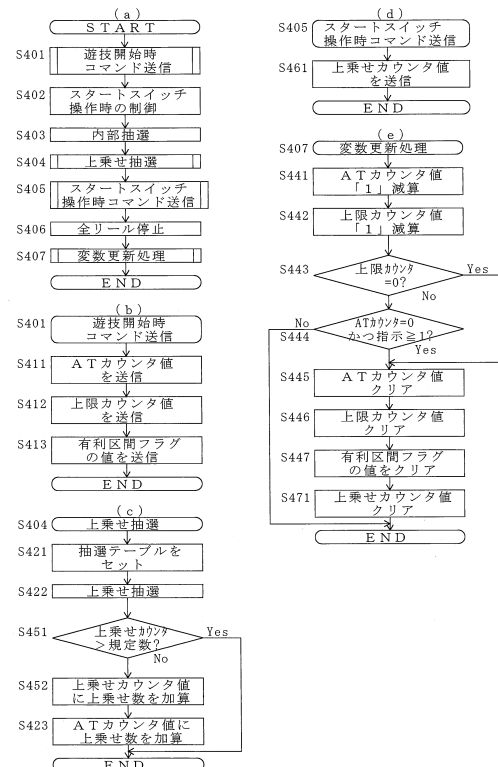 (a)
START
S401 遊技開始時
コマンド送信
S402 スタートスイッチ
操作時の制御
S403 内部抽選
S404 上乗せ抽選
S405 スタートスイッチ
操作時コマンド送信
S406 全リール停止
S407 変数更新処理
END
(b)
S401 遊技開始時
コマンド送信
S411 ATカウンタ値
を送信
S412 上限カウンタ値
を送信
S413 有利区間フラグ
の値を送信
END
(c)
S404 上乗せ抽選
S421 抽選テーブルを
セット
S422 上乗せ抽選
S451 上乗せカウンタ
>規定数?
Yes
No
S452 上乗せカウンタ値
に上乗せ数を加算
S423 ATカウンタ値に
上乗せ数を加算
END
(d)
S405 スタートスイッチ
操作時コマンド送信
S461 上乗せカウンタ値
を送信
END
(e)
S407 変数更新処理
S441 ATカウンタ値
「1」減算
S442 上限カウンタ値
「1」減算
S443 上限カウンタ
=0?
Yes
No
No
S444 ATカウンタ=0
かつ指示≧1?
Yes
S445 ATカウンタ値
クリア
S446 上限カウンタ値
クリア
S447 有利区間フラグ
の値をクリア
S471 上乗せカウンタ値
クリア
END